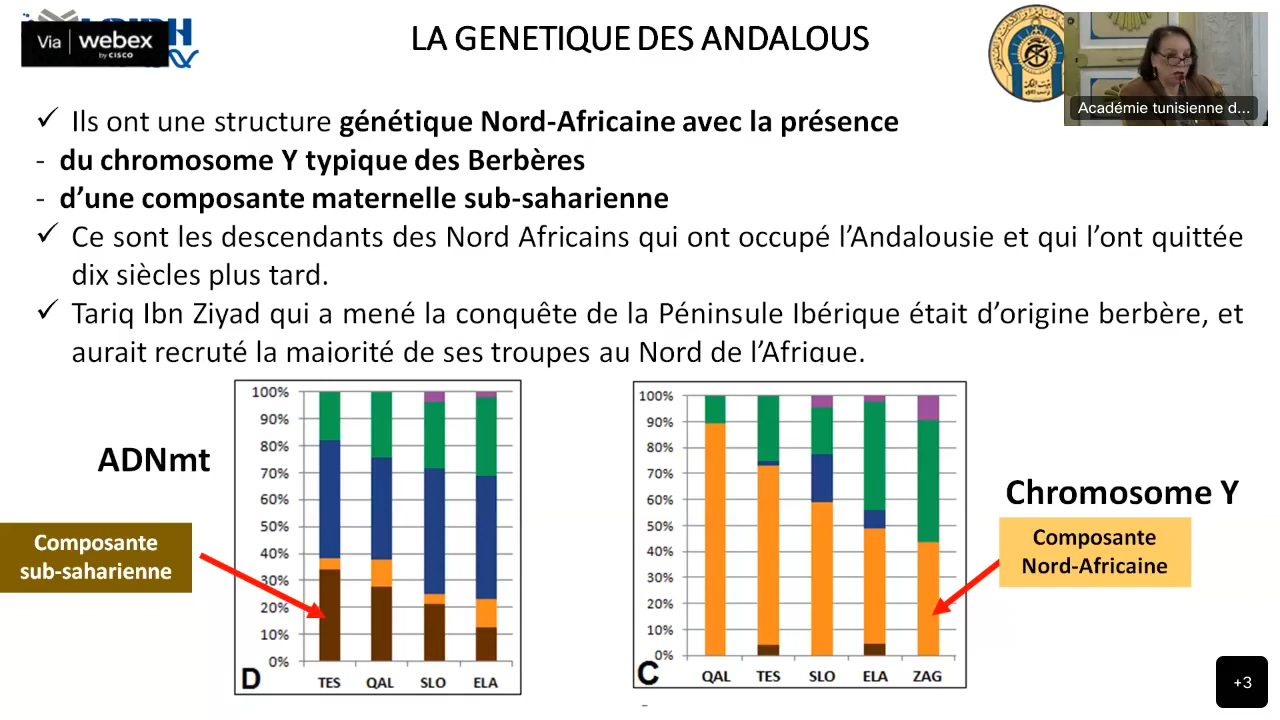 Via webex
by CISCO
LA GENETIQUE DES ANDALOUS
Académie tunisienne d...
✓ Ils ont une structure génétique Nord-Africaine avec la présence
- du chromosome Y typique des Berbères
- d’une composante maternelle sub-saharienne
✓ Ce sont les descendants des Nord Africains qui ont occupé l’Andalousie et qui l’ont quittée
dix siècles plus tard.
✓ Tariq Ibn Ziyad qui a mené la conquête de la Péninsule Ibérique était d’origine berbère, et
aurait recruté la majorité de ses troupes au Nord de l’Afrique.
ADNmt
Composante
sub-saharienne
100%
90%
80%
70%
60%
50%
40%
30%
20%
10%
0%
D
TES QAL SLO ELA
100%
90%
80%
70%
60%
50%
40%
30%
20%
10%
0%
C
QAL TES SLO ELA ZAG
Chromosome Y
Composante
Nord-Africaine
+3